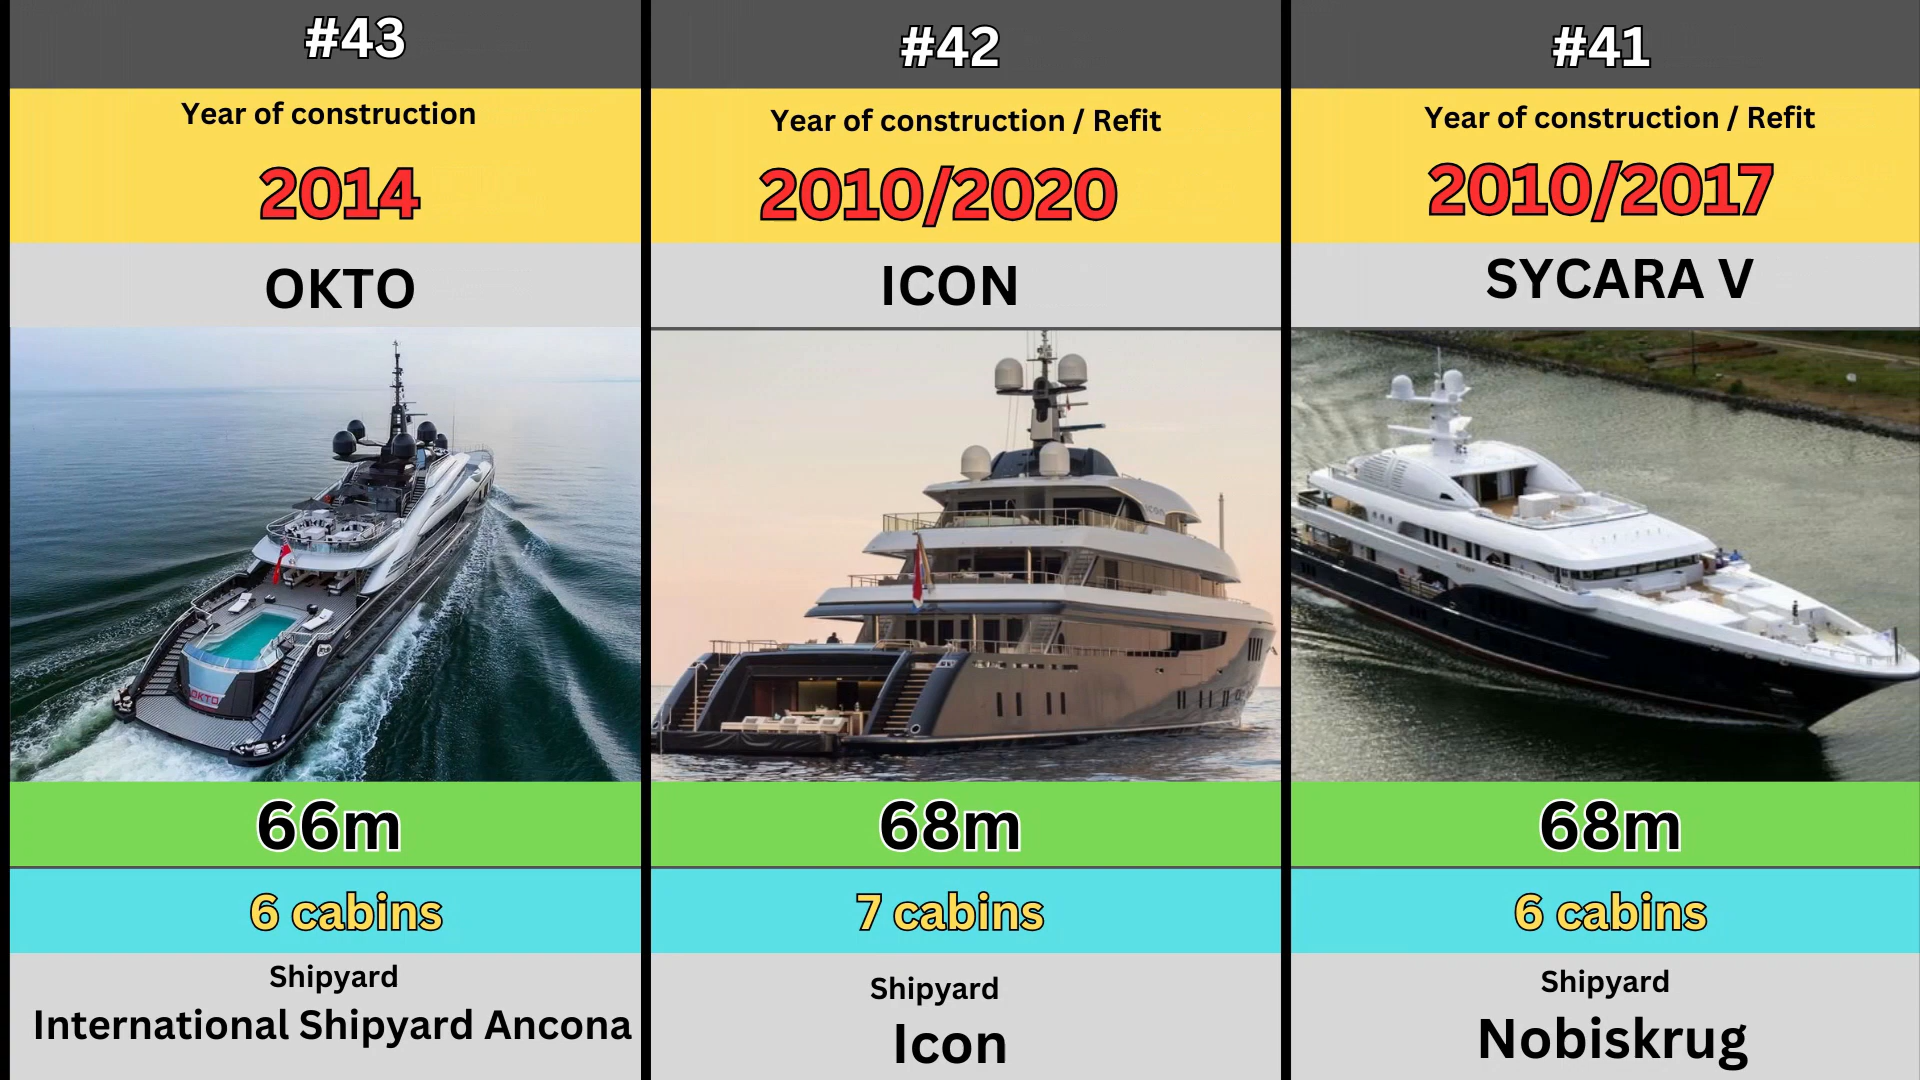 #43
Year of construction
2014
OKTO
OKTO
66m
6 cabins
Shipyard
International Shipyard Ancona
#42
Year of construction / Refit
2010/2020
ICON
ICON
68m
7 cabins
Shipyard
Icon
#41
Year of construction / Refit
2010/2017
SYCARA V
68m
6 cabins
Shipyard
Nobiskrug